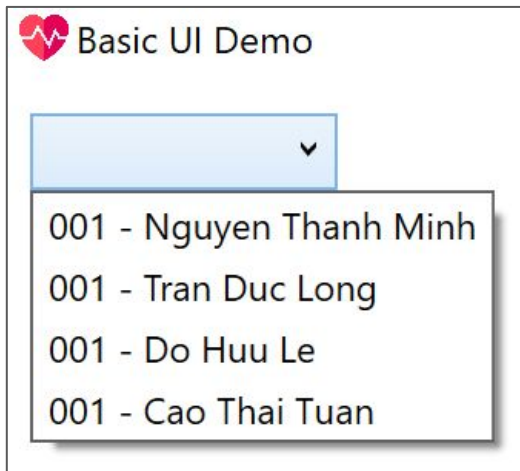 Basic UI Demo
001 - Nguyen Thanh Minh
001 - Tran Duc Long
001 - Do Huu Le
001 - Cao Thai Tuan